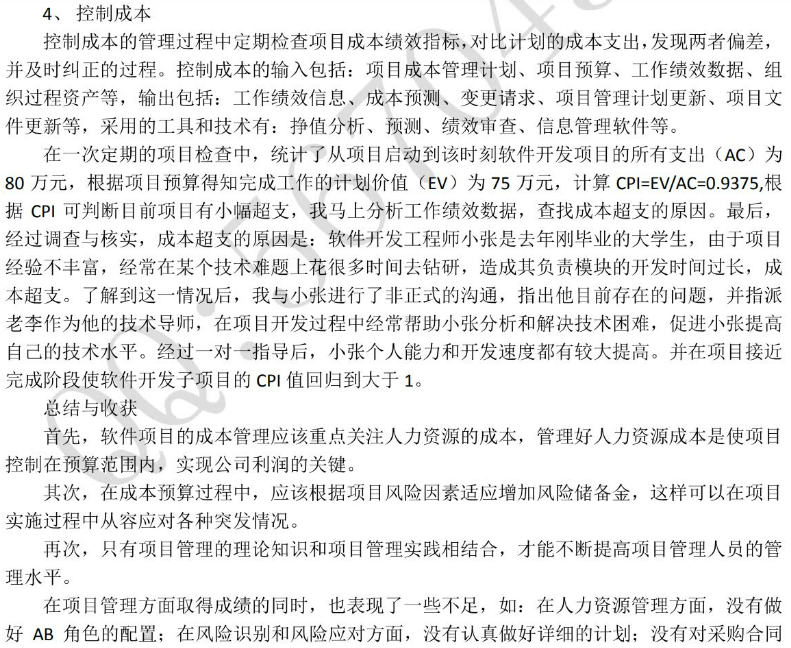 4、 控制成本
控制成本的管理过程中定期检查项目成本绩效指标，对比计划的成本支出，发现两者偏差，
并及时纠正的过程。控制成本的输入包括：项目成本管理计划、项目预算、工作绩效数据、组
织过程资产等，输出包括：工作绩效信息、成本预测、变更请求、项目管理计划更新、项目文
件更新等，采用的工具和技术有：挣值分析、预测、绩效审查、信息管理软件等。
在一次定期的项目检查中，统计了从项目启动到该时刻软件开发项目的所有支出（AC）为
80 万元，根据项目预算得知完成工作的计划价值（EV）为 75 万元，计算 CPI=EV/AC=0.9375,根
据 CPI 可判断目前项目有小幅超支，我马上分析工作绩效数据，查找成本超支的原因。最后，
经过调查与核实，成本超支的原因是：软件开发工程师小张是去年刚毕业的大学生，由于项目
经验不丰富，经常在某个技术难题上花很多时间去钻研，造成其负责模块的开发时间过长，成
本超支。了解到这一情况后，我与小张进行了非正式的沟通，指出他目前存在的问题，并指派
老李作为他的技术导师，在项目开发过程中经常帮助小张分析和解决技术困难，促进小张提高
自己的技术水平。经过一对一指导后，小张个人能力和开发速度都有较大提高。并在项目接近
完成阶段使软件开发子项目的 CPI 值回归到大于 1。
总结与收获
首先，软件项目的成本管理应该重点关注人力资源的成本，管理好人力资源成本是使项目
控制在预算范围内，实现公司利润的关键。
其次，在成本预算过程中，应该根据项目风险因素适应增加风险储备金，这样可以在项目
实施过程中从容应对各种突发情况。
再次，只有项目管理的理论知识和项目管理实践相结合，才能不断提高项目管理人员的管
理水平。
在项目管理方面取得成绩的同时，也表现了一些不足，如：在人力资源管理方面，没有做
好 AB 角色的配置；在风险识别和风险应对方面，没有认真做好详细的计划；没有对采购合同